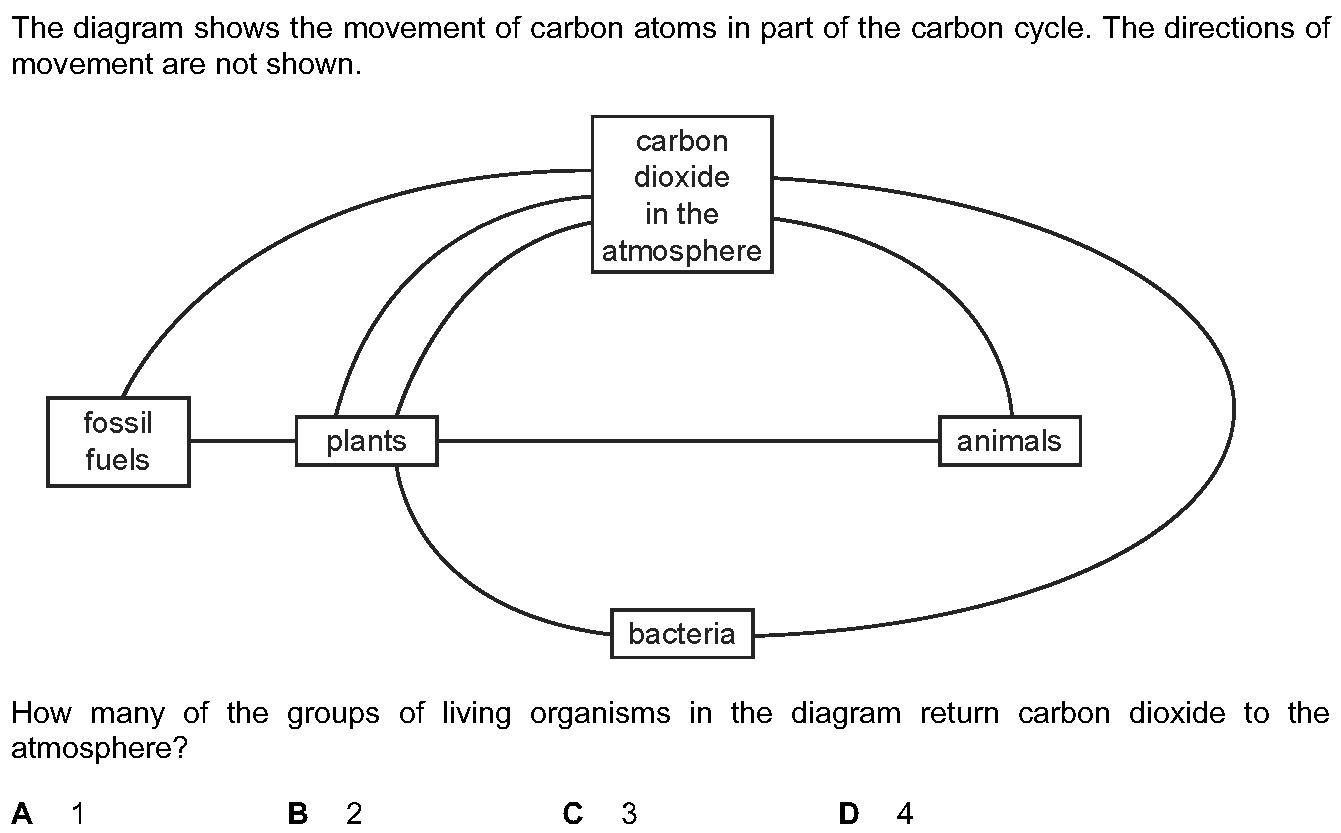 The diagram shows the movement of carbon atoms in part of the carbon cycle. The directions of
movement are not shown.
carbon
dioxide
in the
atmosphere
fossil
fuels
plants
animals
bacteria
How many of the groups of living organisms in the diagram return carbon dioxide to the
atmosphere?
A 1 B 2 C 3 D 4